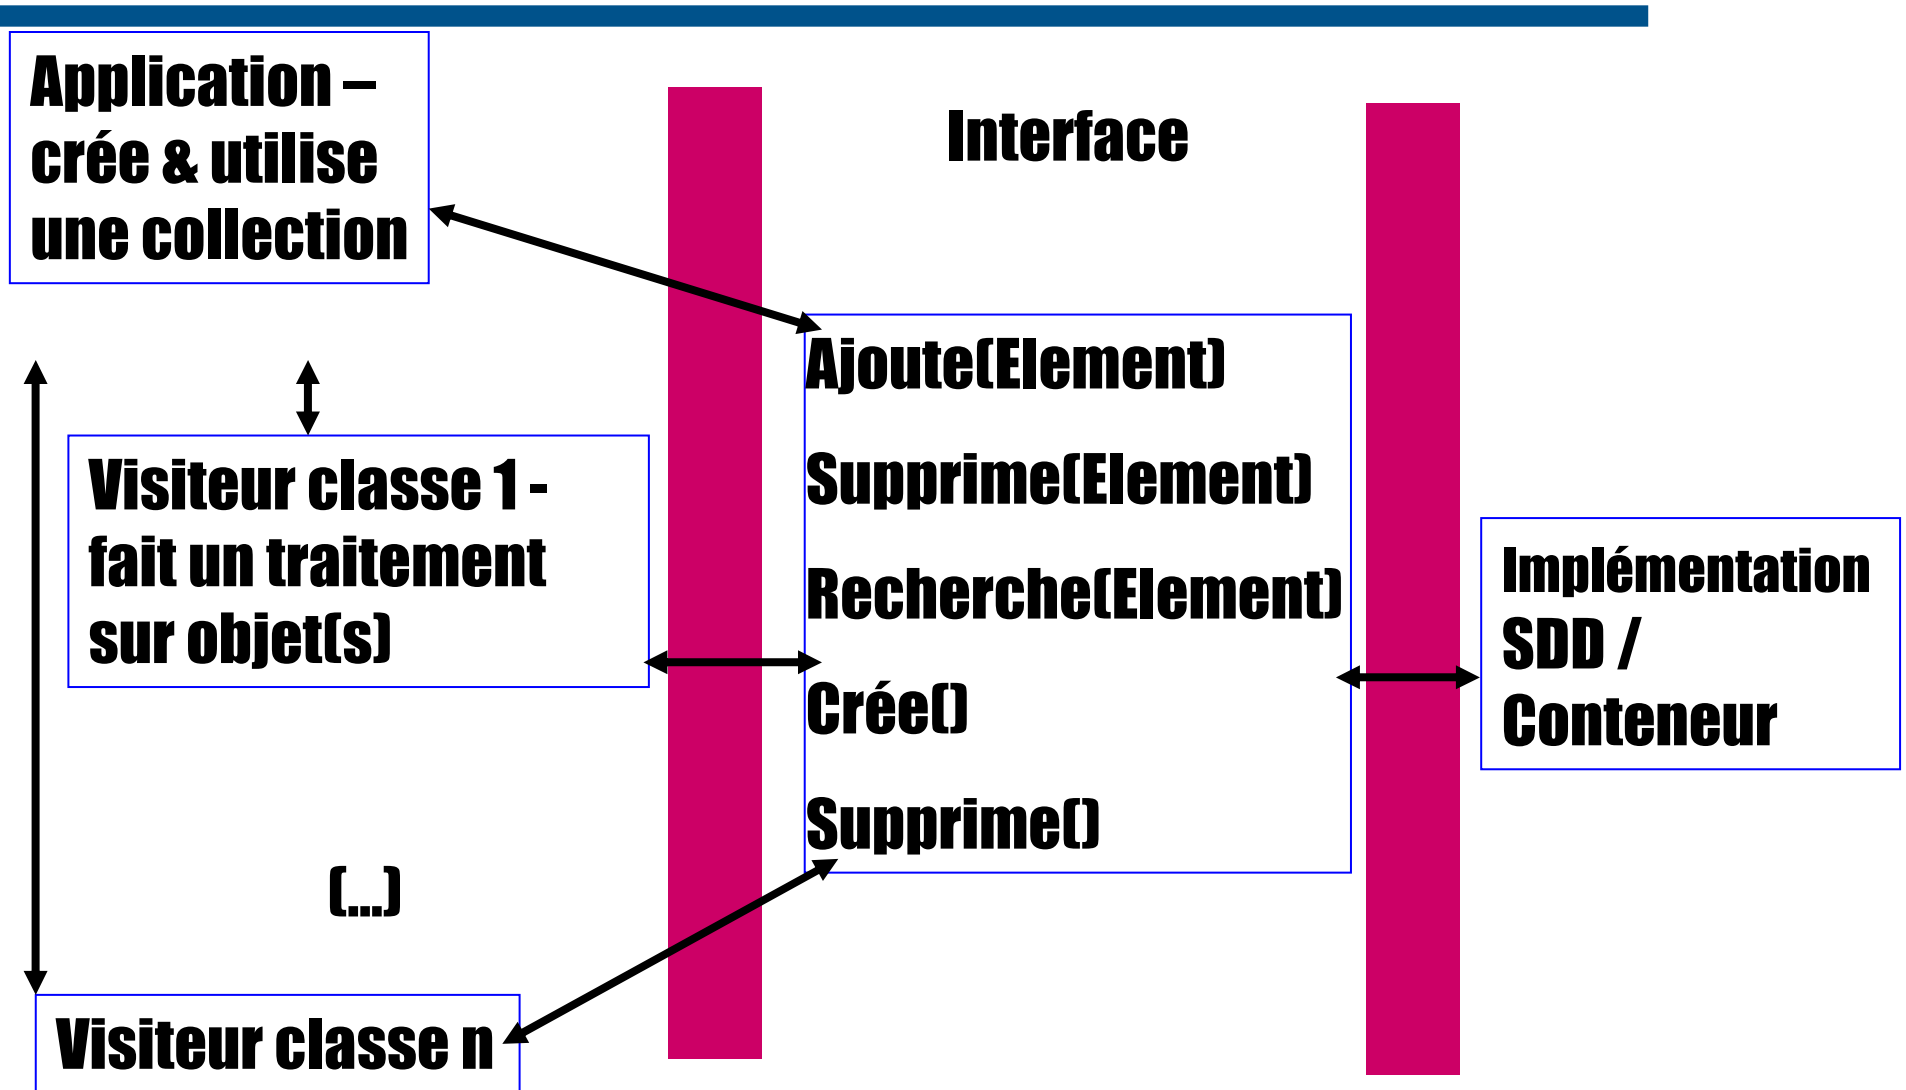 Application –
crée & utilise
une collection
Interface
Ajoute(Element)
Supprime(Element)
Recherche(Element)
Crée()
Supprime()
Visiteur classe 1 -
fait un traitement
sur objet(s)
Implémentation
SDD /
Conteneur
(...)
Visiteur classe n